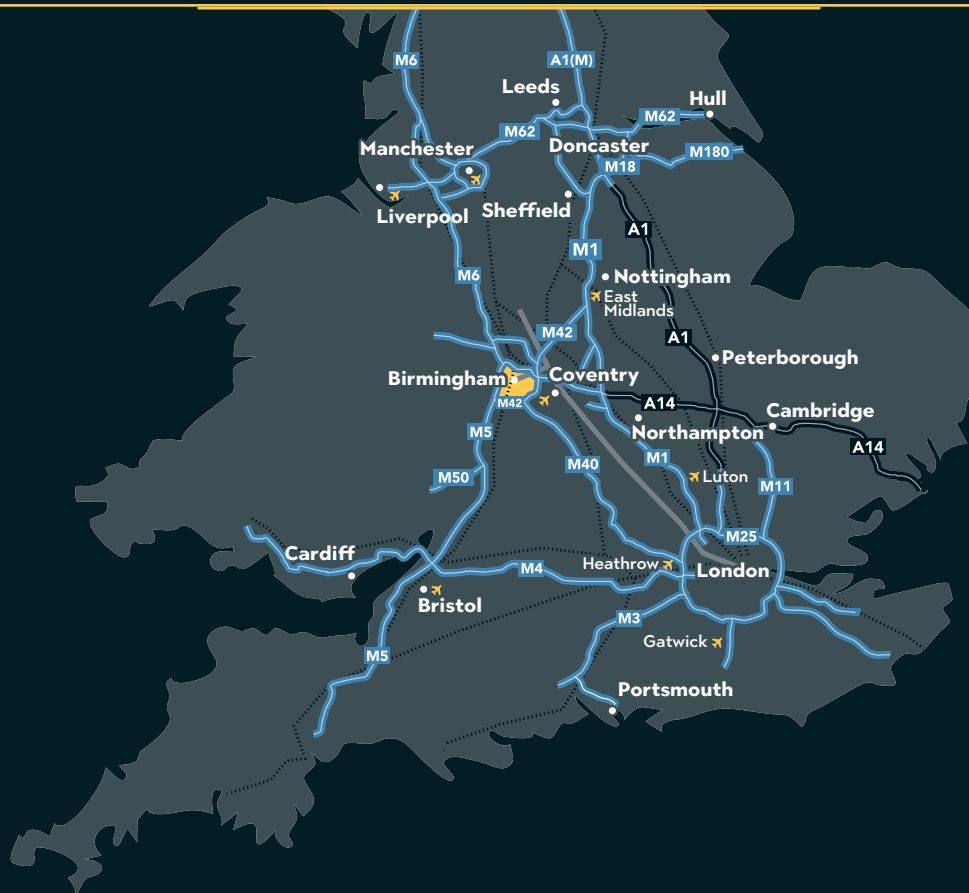 M6
A1(M)
Leeds
Hull
M62
M62
Manchester
Doncaster
M180
M18
Liverpool
Sheffield
A1
M1
M6
Nottingham
East
Midlands
M42
A1
Peterborough
Birmingham
Coventry
M42
A14
Cambridge
M5
Northampton
A14
M40
M1
M50
Luton
M11
M25
Cardiff
Heathrow
M4
London
Bristol
M3
Gatwick
M5
Portsmouth